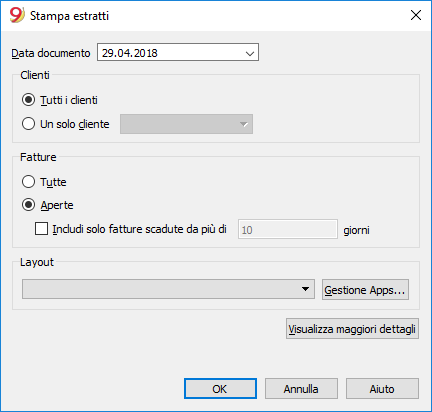 9 Stampa estratti
Data documento 29.04.2018
Clienti
Tutti i clienti
Un solo cliente
Fatture
Tutte
Aperte
Includi solo fatture scadute da più di 10 giorni
Layout
Gestione Apps...
Visualizza maggiori dettagli
OK Annulla Aiuto